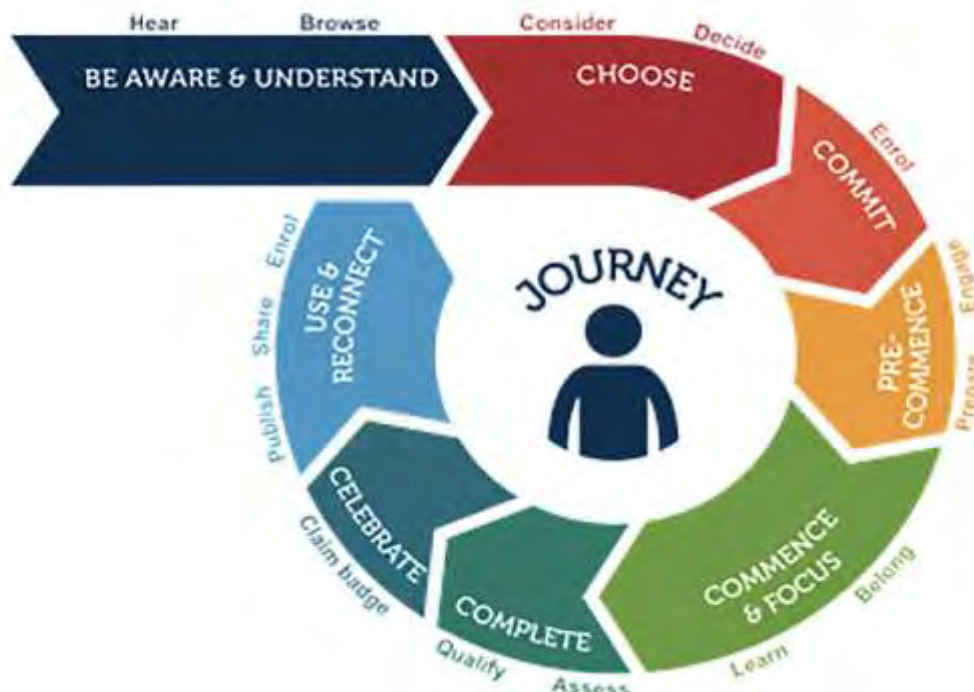 Hear Browse Consider Decide
BE AWARE & UNDERSTAND
CHOOSE
Enrol
COMMIT
Engage
Prepare
PRE-
COMMENCE
Belong
Learn
COMMENCE
& FOCUS
Assess
Qualify
COMPLETE
Claim badge
CELEBRATE
Publish Share Enrol
USE &
RECONNECT
JOURNEY